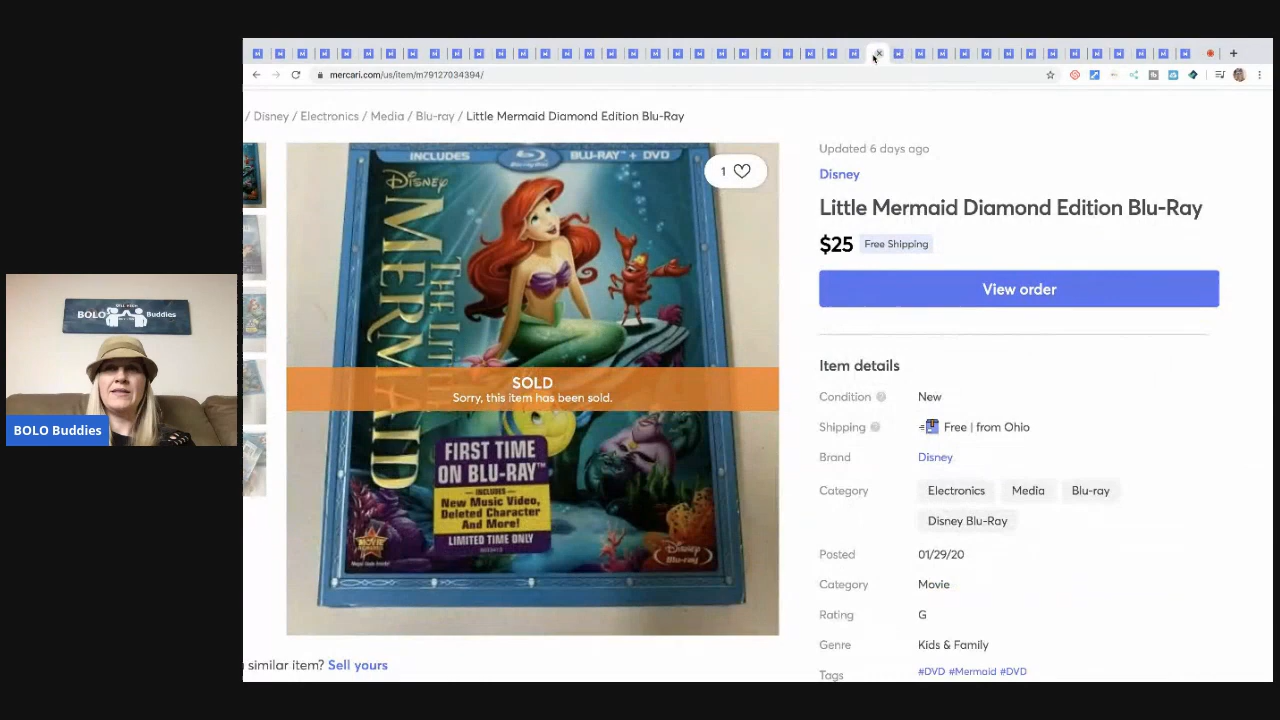 mercari.com/us/item/m79127034394/
/ Disney / Electronics / Media / Blu-ray / Little Mermaid Diamond Edition Blu-Ray
INCLUDES Blu-ray Disc BLU-RAY™ + DVD
1
Disney
THE LITTLE
MERMAID
SOLD
Sorry, this item has been sold.
FIRST TIME
ON BLU-RAY™
INCLUDES
New Music Video,
Deleted Character
And More!
LIMITED TIME ONLY
Disney
Blu-ray
similar item? Sell yours
Updated 6 days ago
Disney
Little Mermaid Diamond Edition Blu-Ray
$25 Free Shipping
View order
Item details
Condition New
Shipping Free | from Ohio
Brand Disney
Category Electronics Media Blu-ray
Disney Blu-Ray
Posted 01/29/20
Category Movie
Rating G
Genre Kids & Family
Tags #DVD #Mermaid #DVD
BOLO Buddies
BOLO Buddies